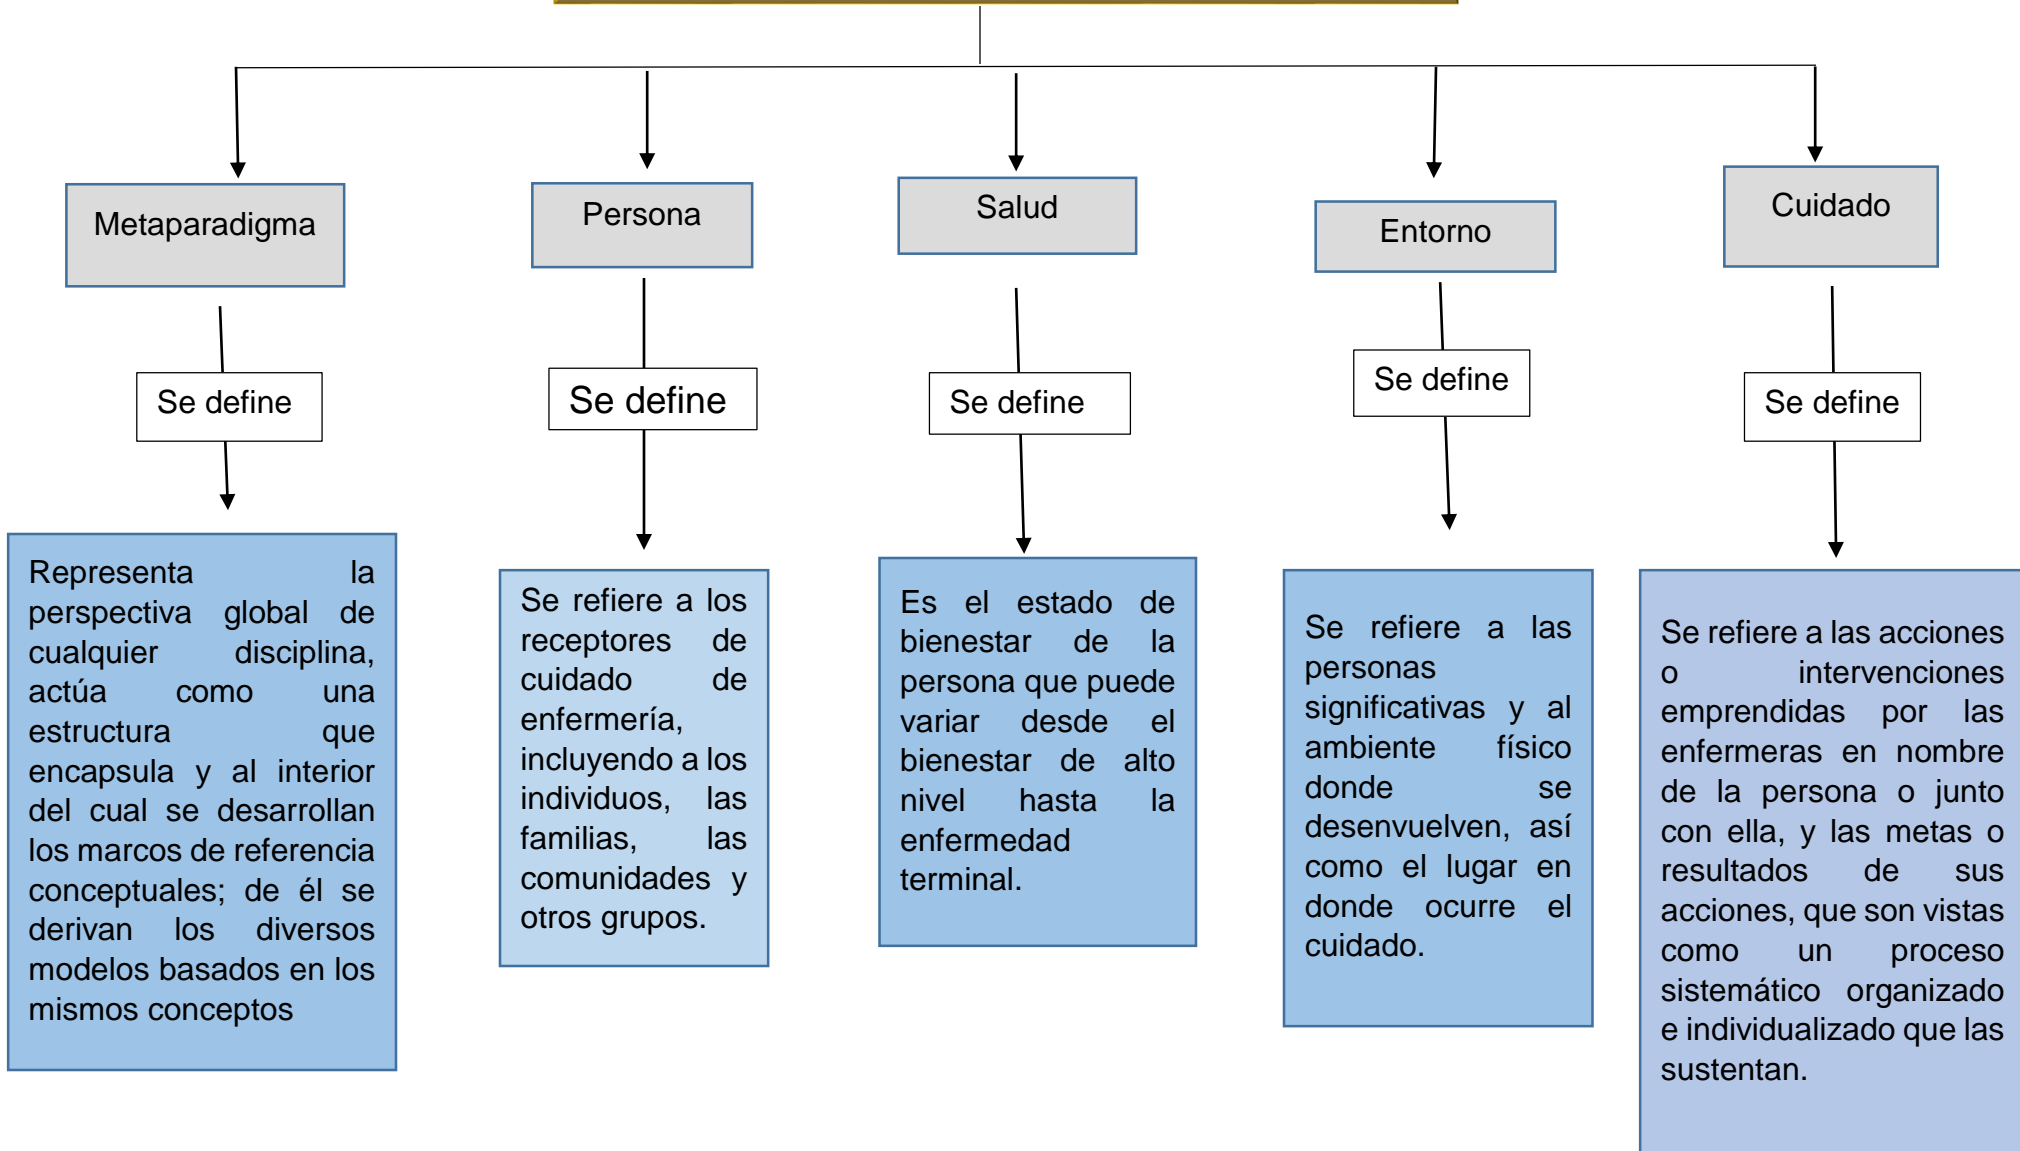 Metaparadigma
Persona
Salud
Entorno
Cuidado
Se define
Se define
Se define
Se define
Se define
Representa la
perspectiva global de
cualquier disciplina,
actúa como una
estructura que
encapsula y al interior
del cual se desarrollan
los marcos de referencia
conceptuales; de él se
derivan los diversos
modelos basados en los
mismos conceptos
Se refiere a los
receptores de
cuidado de
enfermería,
incluyendo a los
individuos, las
familias, las
comunidades y
otros grupos.
Es el estado de
bienestar de la
persona que puede
variar desde el
bienestar de alto
nivel hasta la
enfermedad
terminal.
Se refiere a las
personas
significativas y al
ambiente físico
donde se
desenvuelven, así
como el lugar en
donde ocurre el
cuidado.
Se refiere a las acciones
o intervenciones
emprendidas por las
enfermeras en nombre
de la persona o junto
con ella, y las metas o
resultados de sus
acciones, que son vistas
como un proceso
sistemático organizado
e individualizado que las
sustentan.